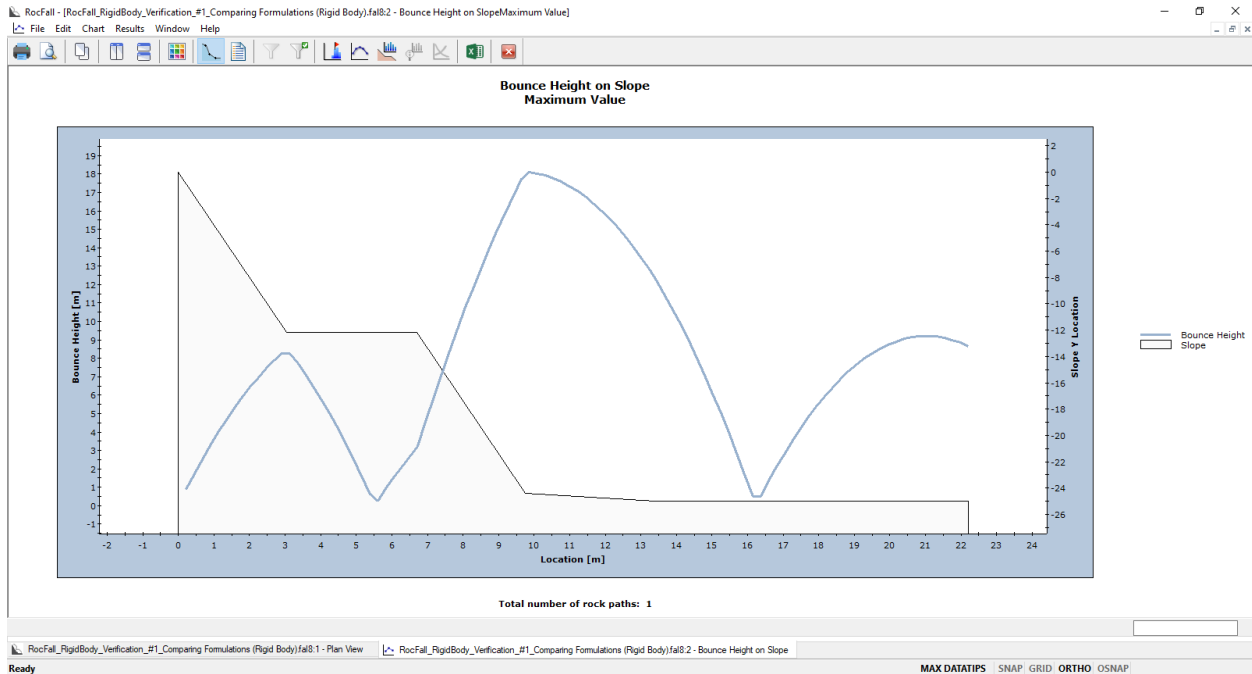 RocFall - [RocFall_RigidBody_Verification_#1_Comparing Formulations (Rigid Body).fal8:2 - Bounce Height on SlopeMaximum Value]
File Edit Chart Results Window Help
Bounce Height on Slope
Maximum Value
19
18
17
16
15
14
13
12
11
10
9
8
7
6
5
4
3
2
1
0
-1
Bounce Height [m]
2
0
-2
-4
-6
-8
-10
-12
-14
-16
-18
-20
-22
-24
-26
Slope Y Location
-2 -1 0 1 2 3 4 5 6 7 8 9 10 11 12 13 14 15 16 17 18 19 20 21 22 23 24
Location [m]
Bounce Height
Slope
Total number of rock paths: 1
RocFall_RigidBody_Verification_#1_Comparing Formulations (Rigid Body).fal8:1 - Plan View RocFall_RigidBody_Verification_#1_Comparing Formulations (Rigid Body).fal8:2 - Bounce Height on Slope
Ready MAX DATATIPS SNAP GRID ORTHO OSNAP